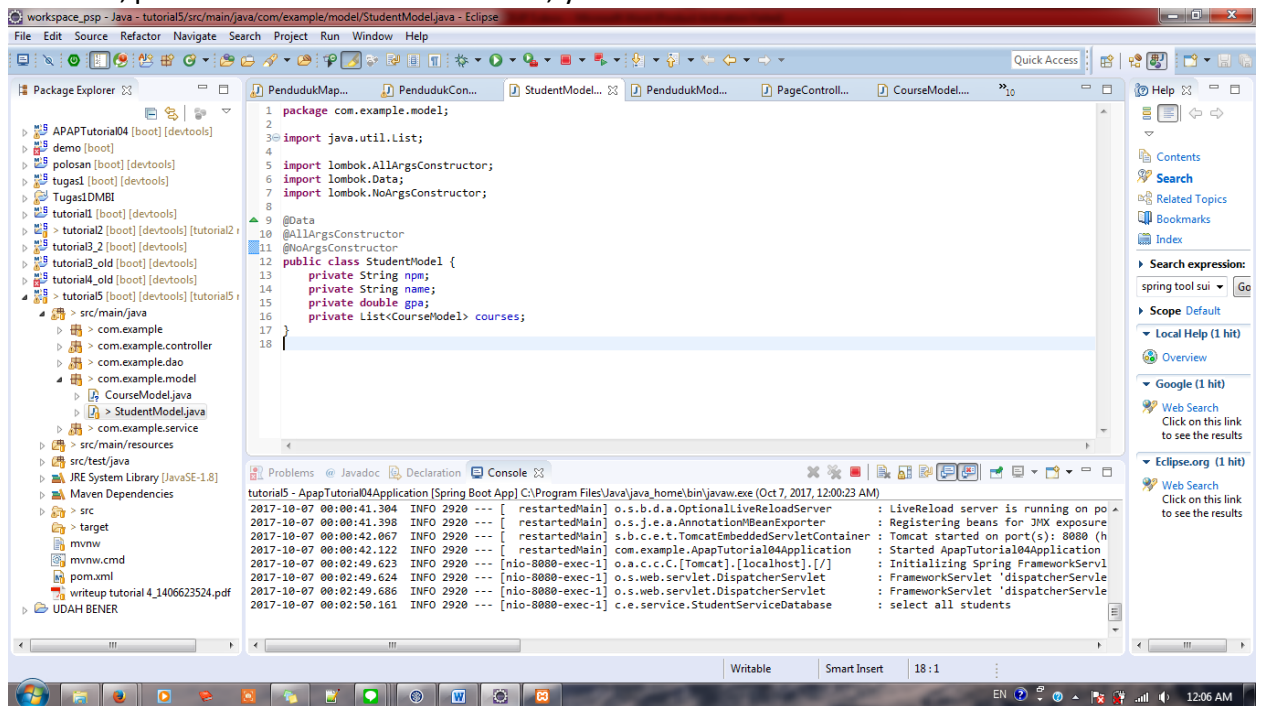 workspace_psp - Java - tutorial5/src/main/java/com/example/model/StudentModel.java - Eclipse
File Edit Source Refactor Navigate Search Project Run Window Help
Quick Access
Package Explorer
APAPTutorial04 [boot] [devtools]
demo [boot]
polosan [boot] [devtools]
tugas1 [boot] [devtools]
Tugas1DMBI
tutorial1 [boot] [devtools]
> tutorial2 [boot] [devtools] [tutorial2 r
tutorial3_2 [boot] [devtools]
tutorial3_old [boot] [devtools]
tutorial4_old [boot] [devtools]
> tutorial5 [boot] [devtools] [tutorial5 r
> src/main/java
> com.example
> com.example.controller
> com.example.dao
> com.example.model
CourseModel.java
> StudentModel.java
> com.example.service
> src/main/resources
src/test/java
JRE System Library [JavaSE-1.8]
Maven Dependencies
> src
> target
mvnw
mvnw.cmd
pom.xml
writeup tutorial 4_1406623524.pdf
UDAH BENER
PendudukMap... PendudukCon... StudentModel... PendudukMod... PageControll... CourseModel.... »10
1 package com.example.model;
2
3 import java.util.List;
4
5 import lombok.AllArgsConstructor;
6 import lombok.Data;
7 import lombok.NoArgsConstructor;
8
9 @Data
10 @AllArgsConstructor
11 @NoArgsConstructor
12 public class StudentModel {
13 private String npm;
14 private String name;
15 private double gpa;
16 private List<CourseModel> courses;
17 }
18
Problems @ Javadoc Declaration Console
tutorial5 - ApapTutorial04Application [Spring Boot App] C:\Program Files\Java\java_home\bin\javaw.exe (Oct 7, 2017, 12:00:23 AM)
2017-10-07 00:00:41.304 INFO 2920 --- [ restartedMain] o.s.b.d.a.OptionalLiveReloadServer : LiveReload server is running on po
2017-10-07 00:00:41.398 INFO 2920 --- [ restartedMain] o.s.j.e.a.AnnotationMBeanExporter : Registering beans for JMX exposure
2017-10-07 00:00:42.067 INFO 2920 --- [ restartedMain] s.b.c.e.t.TomcatEmbeddedServletContainer : Tomcat started on port(s): 8080 (h
2017-10-07 00:00:42.122 INFO 2920 --- [ restartedMain] com.example.ApapTutorial04Application : Started ApapTutorial04Application
2017-10-07 00:02:49.623 INFO 2920 --- [nio-8080-exec-1] o.a.c.c.C.[Tomcat].[localhost].[/] : Initializing Spring FrameworkServl
2017-10-07 00:02:49.624 INFO 2920 --- [nio-8080-exec-1] o.s.web.servlet.DispatcherServlet : FrameworkServlet 'dispatcherServle
2017-10-07 00:02:49.686 INFO 2920 --- [nio-8080-exec-1] o.s.web.servlet.DispatcherServlet : FrameworkServlet 'dispatcherServle
2017-10-07 00:02:50.161 INFO 2920 --- [nio-8080-exec-1] c.e.service.StudentServiceDatabase : select all students
Help
Contents
Search
Related Topics
Bookmarks
Index
Search expression:
spring tool sui Go
Scope Default
Local Help (1 hit)
Overview
Google (1 hit)
Web Search
Click on this link
to see the results
Eclipse.org (1 hit)
Web Search
Click on this link
to see the results
Writable Smart Insert 18 : 1
EN 12:06 AM